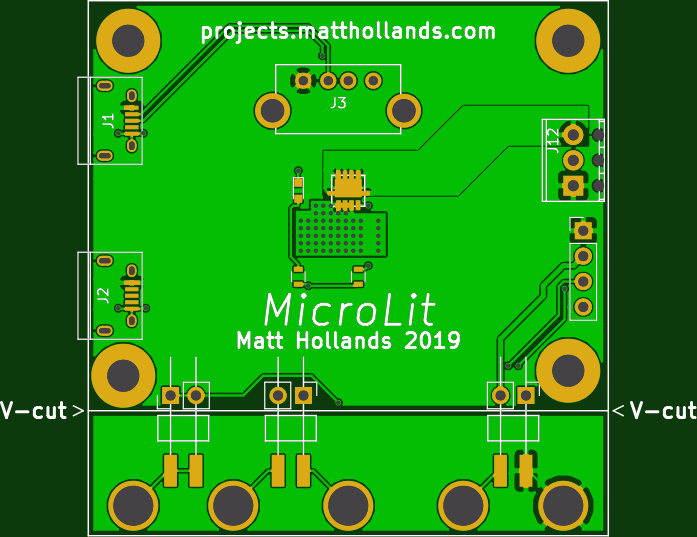 projects.matthollands.com
J3
J1
J12
J2
MicroLit
Matt Hollands 2019
V-cut > < V-cut